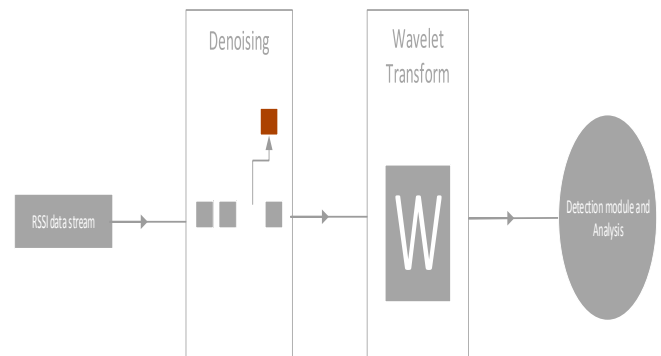 Denoising
Wavelet
Transform
RSSI data stream
W
Detection module and
Analysis